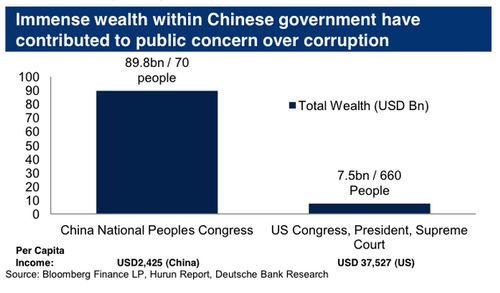 Immense wealth within Chinese government have
contributed to public concern over corruption
89.8bn / 70
people
100
90
80
70
60
50
40
30
20
10
0
Total Wealth (USD Bn)
7.5bn / 660
People
China National Peoples Congress
US Congress, President, Supreme
Court
Per Capita
Income: USD2,425 (China) USD 37,527 (US)
Source: Bloomberg Finance LP, Hurun Report, Deutsche Bank Research